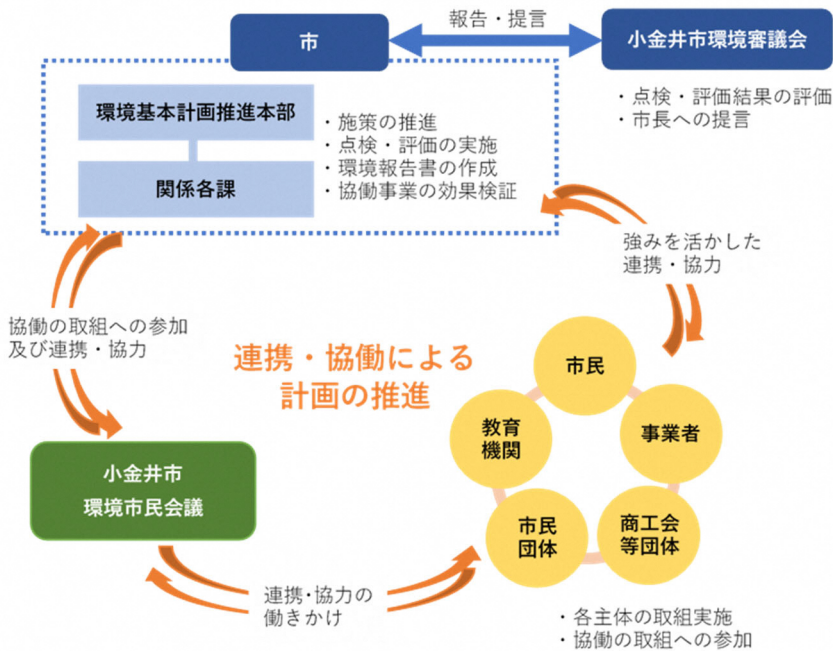 市
報告・提言
小金井市環境審議会
・点検・評価結果の評価
・市長への提言
環境基本計画推進本部
関係各課
・施策の推進
・点検・評価の実施
・環境報告書の作成
・協働事業の効果検証
強みを活かした
連携・協力
協働の取組への参加
及び連携・協力
連携・協働による
計画の推進
市民
教育
機関
事業者
市民
団体
商工会
等団体
小金井市
環境市民会議
連携・協力の
働きかけ
・各主体の取組実施
・協働の取組への参加